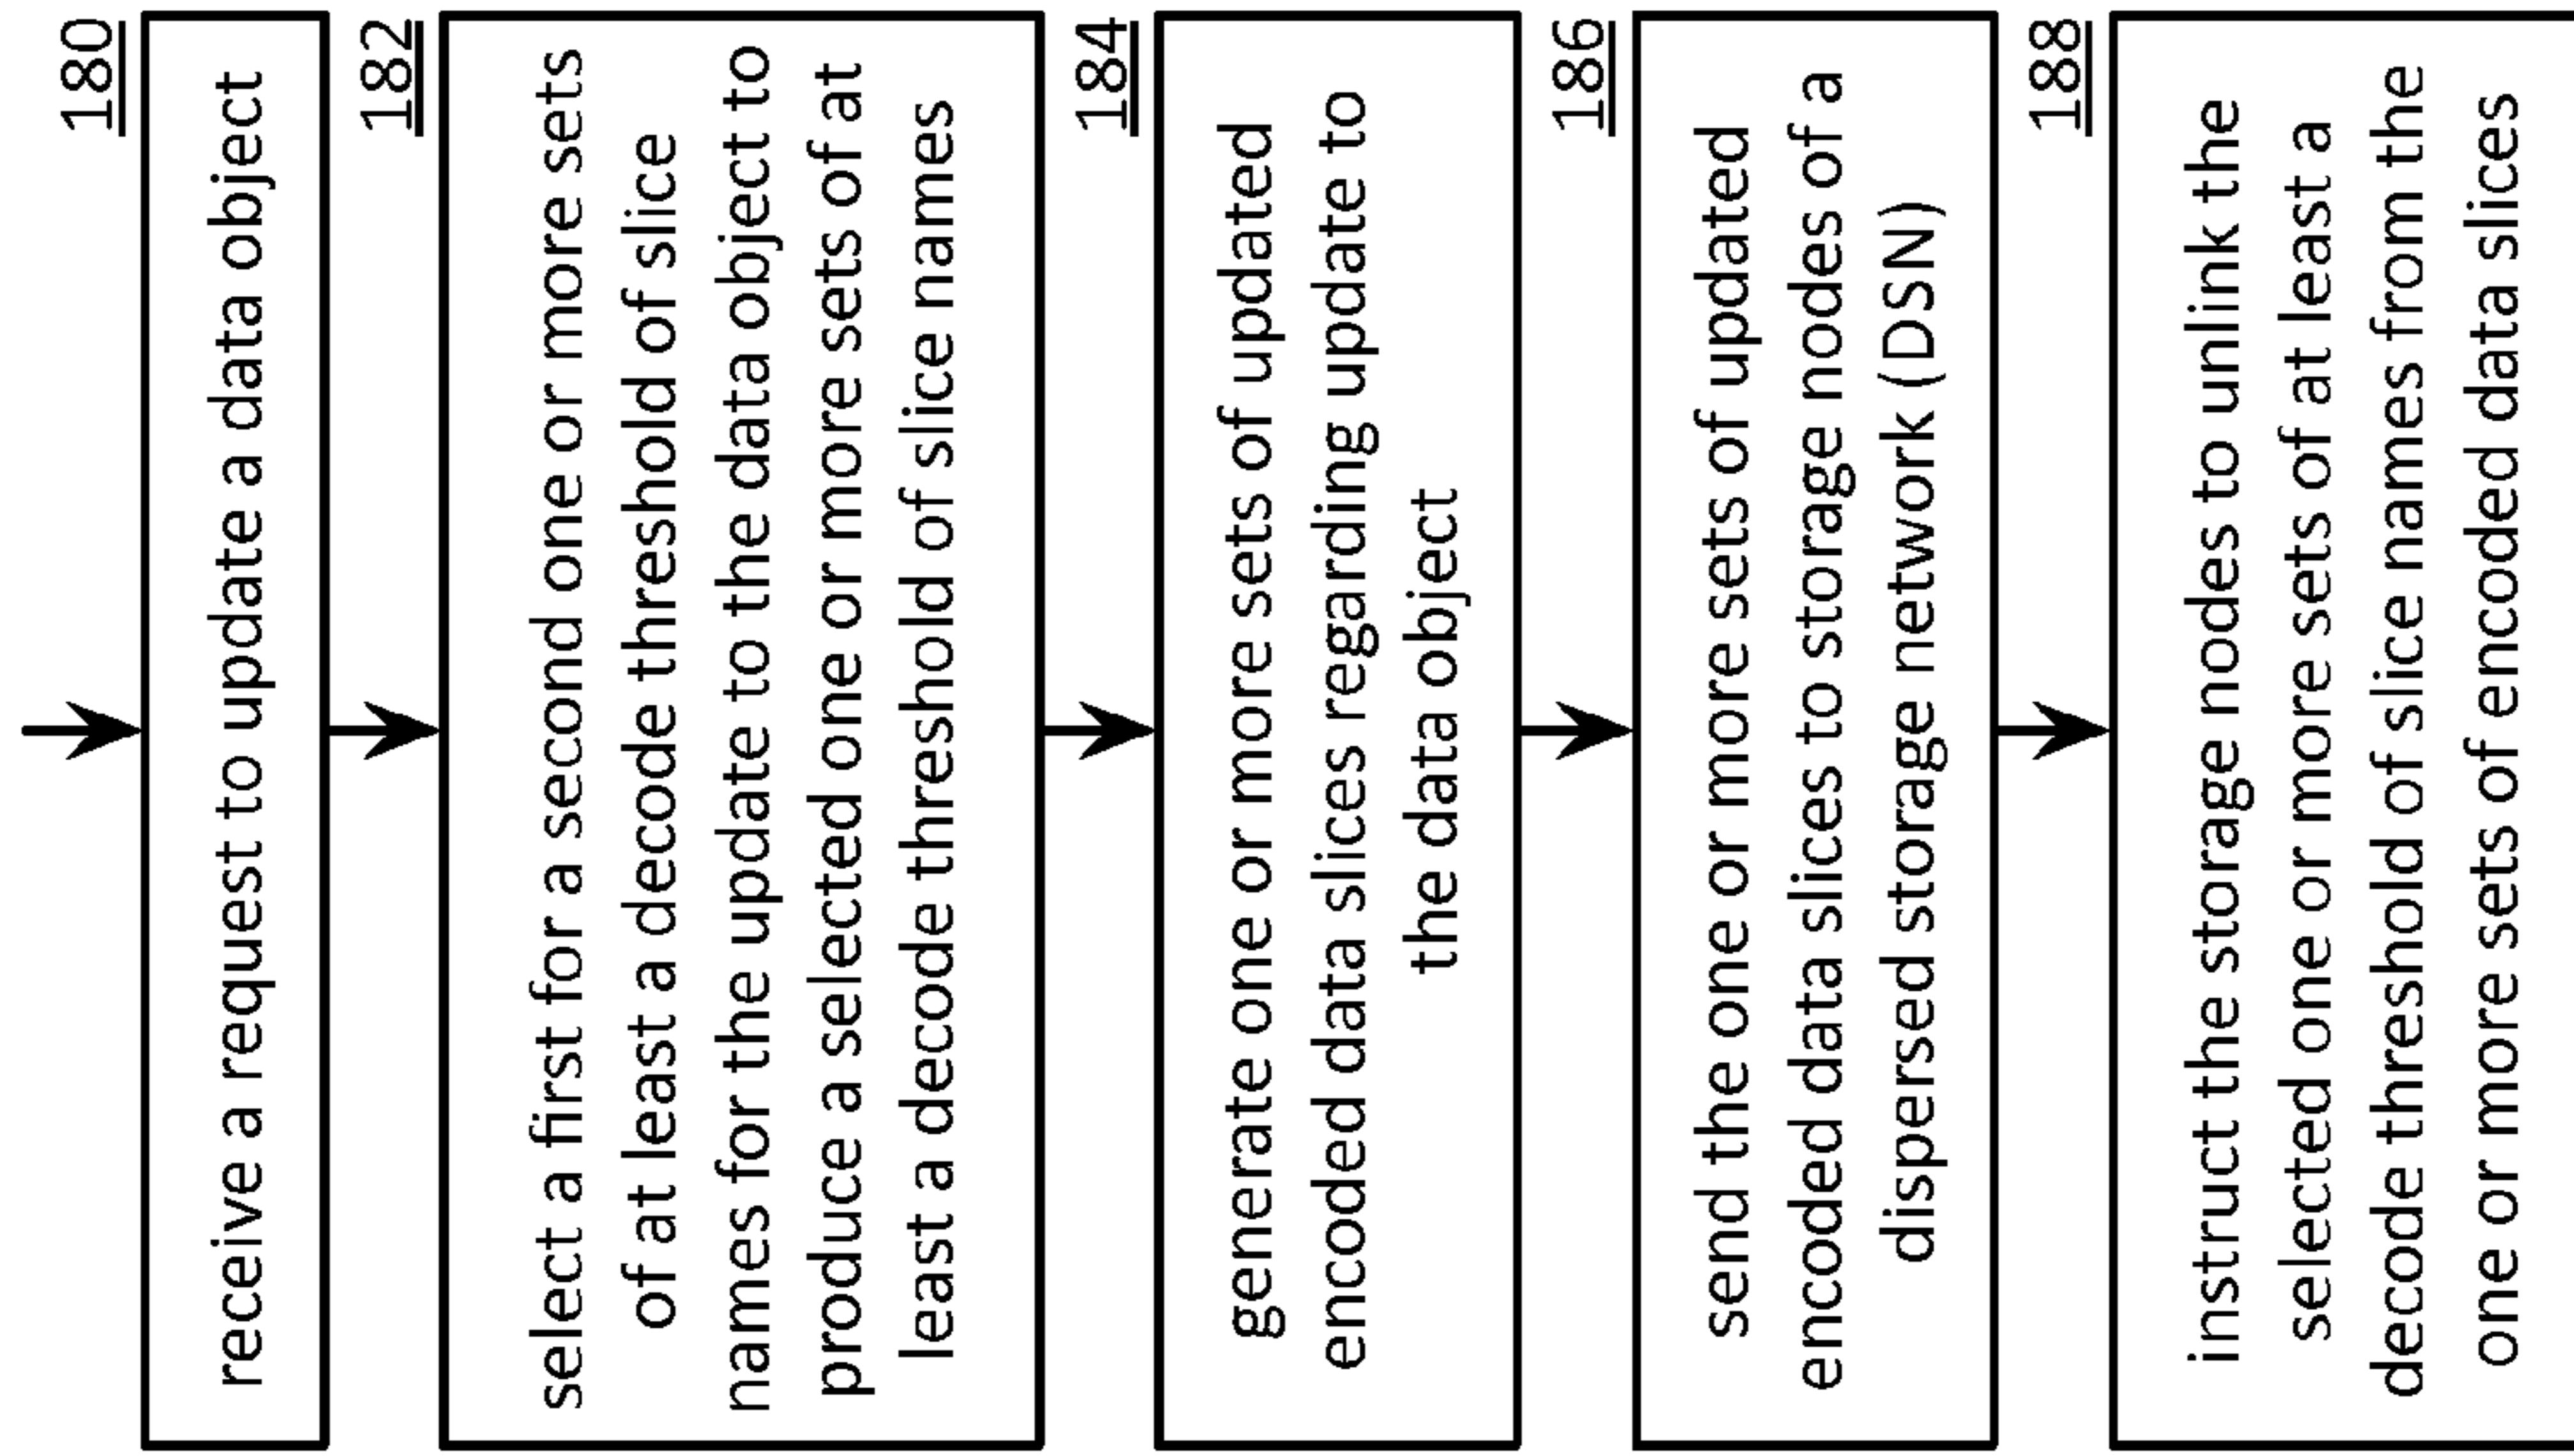 180
receive a request to update a data object
182
select a first for a second one or more sets
of at least a decode threshold of slice
names for the update to the data object to
produce a selected one or more sets of at
least a decode threshold of slice names
184
generate one or more sets of updated
encoded data slices regarding update to
the data object
186
send the one or more sets of updated
encoded data slices to storage nodes of a
dispersed storage network (DSN)
188
instruct the storage nodes to unlink the
selected one or more sets of at least a
decode threshold of slice names from the
one or more sets of encoded data slices